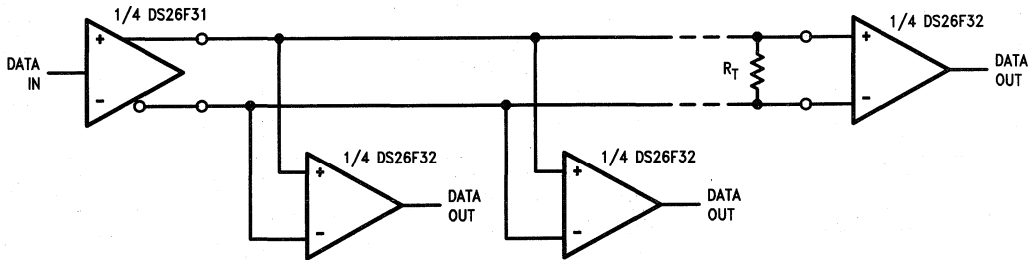 1/4 DS26F31
1/4 DS26F32
DATA
IN
+
−
RT
+
−
DATA
OUT
1/4 DS26F32
+
−
DATA
OUT
1/4 DS26F32
+
−
DATA
OUT